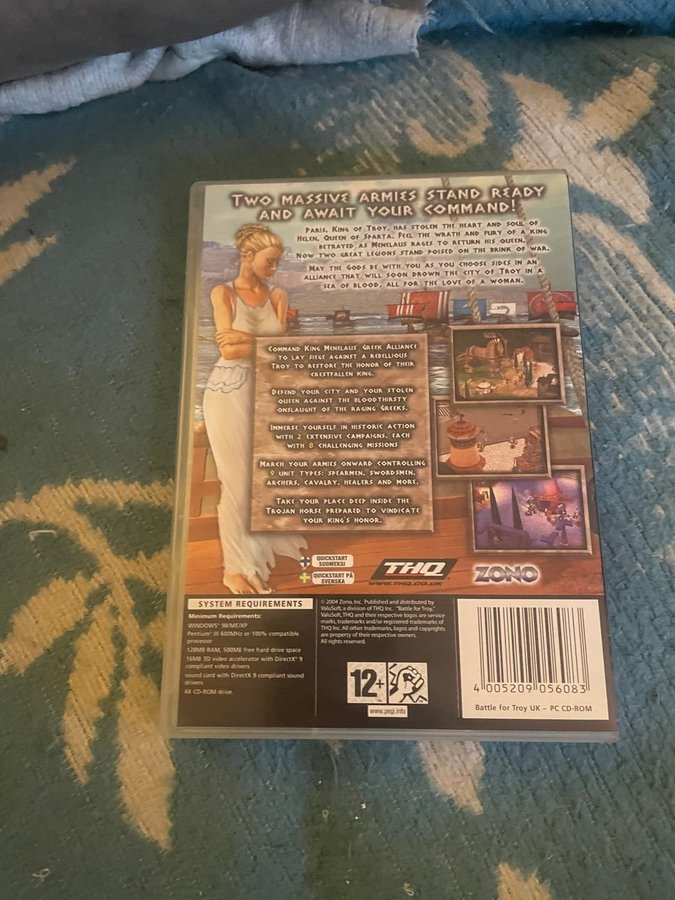 TWO MASSIVE ARMIES STAND READY
AND AWAIT YOUR COMMAND!
PARIS, KING OF TROY, HAS STOLEN THE HEART AND SOUL OF
HELEN, QUEEN OF SPARTA. FEEL THE WRATH AND FURY OF A KING
BETRAYED AS MENELAUS RAGES TO RETURN HIS QUEEN.
NOW TWO GREAT LEGIONS STAND POISED ON THE BRINK OF WAR.
MAY THE GODS BE WITH YOU AS YOU CHOOSE SIDES IN AN
ALLIANCE THAT WILL SOON DROWN THE CITY OF TROY IN A
SEA OF BLOOD, ALL FOR THE LOVE OF A WOMAN.
COMMAND KING MENELAUS' GREEK ALLIANCE
TO LAY SIEGE AGAINST A REBELLIOUS
TROY TO RESTORE THE HONOR OF THEIR
CRESTFALLEN KING.
DEFEND YOUR CITY AND YOUR STOLEN
QUEEN AGAINST THE BLOODTHIRSTY
ONSLAUGHT OF THE RAGING GREEKS.
IMMERSE YOURSELF IN HISTORIC ACTION
WITH 2 EXTENSIVE CAMPAIGNS, EACH
WITH 8 CHALLENGING MISSIONS
MARCH YOUR ARMIES ONWARD CONTROLLING
9 UNIT TYPES: SPEARMEN, SWORDSMEN,
ARCHERS, CAVALRY, HEALERS AND MORE.
TAKE YOUR PLACE DEEP INSIDE THE
TROJAN HORSE PREPARED TO VINDICATE
YOUR KING'S HONOR.
QUICKSTART
SUOMEKSI
QUICKSTART PÅ
SVENSKA
THQ
WWW.THQ.CO.UK
ZONO
SYSTEM REQUIREMENTS
Minimum Requirements:
WINDOWS® 98/ME/XP
Pentium® III 600MHz or 100% compatible
processor
128MB RAM, 500MB free hard drive space
16MB 3D video accelerator with DirectX® 9
compliant video drivers
sound card with DirectX® 9 compliant sound
drivers
4X CD-ROM drive.
© 2004 Zono, Inc. Published and distributed by
ValuSoft, a division of THQ Inc. "Battle for Troy,"
ValuSoft, THQ and their respective logos are service
marks, trademarks and/or registered trademarks of
THQ Inc. All other trademarks, logos and copyrights
are property of their respective owners.
All rights reserved.
12+
www.pegi.info
4 005209 056083
Battle for Troy UK – PC CD-ROM